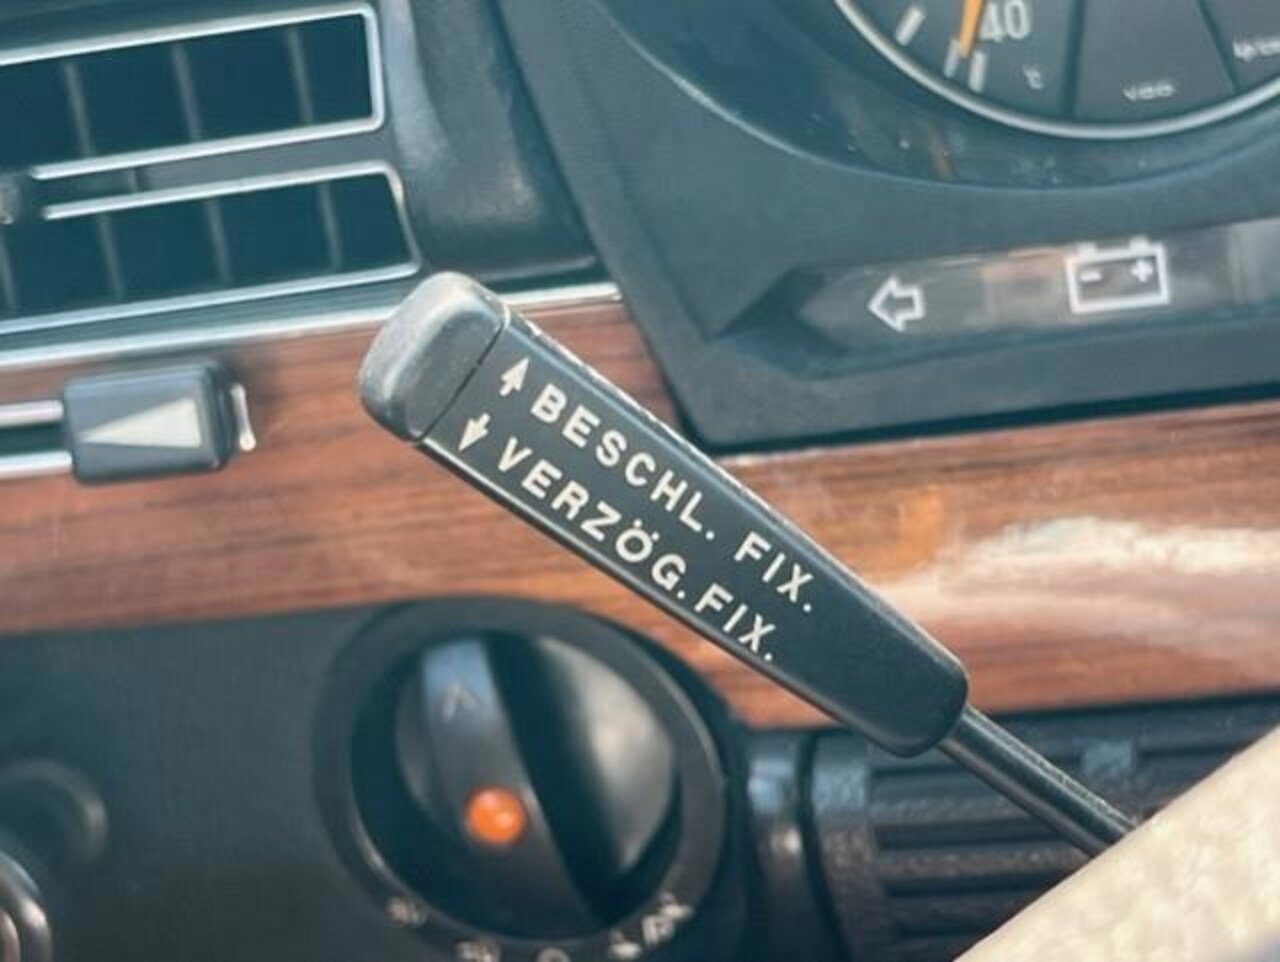 40
°C
↑ BESCHL. FIX.
↓ VERZÖG. FIX.